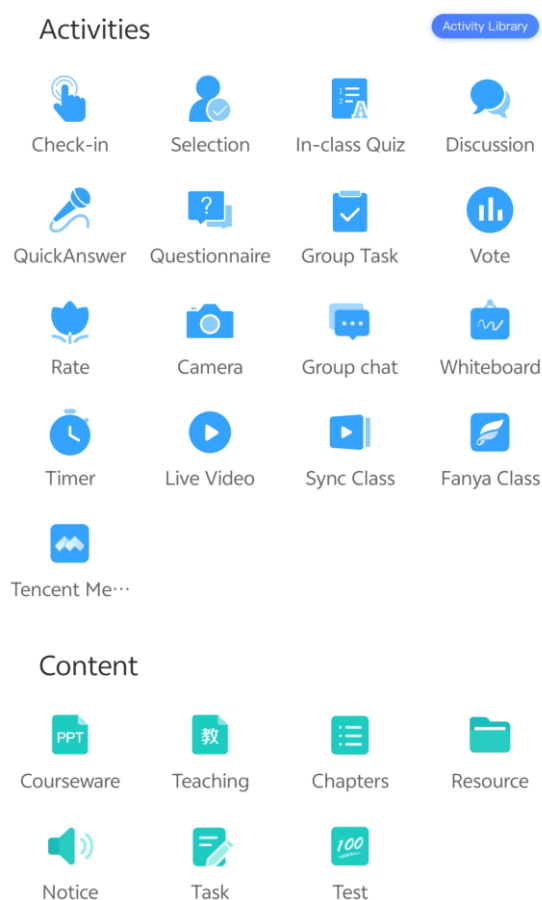 Activities
Activity Library
Check-in
Selection
In-class Quiz
Discussion
QuickAnswer
Questionnaire
Group Task
Vote
Rate
Camera
Group chat
Whiteboard
Timer
Live Video
Sync Class
Fanya Class
Tencent Me···
Content
PPT
教
100
Courseware
Teaching
Chapters
Resource
Notice
Task
Test